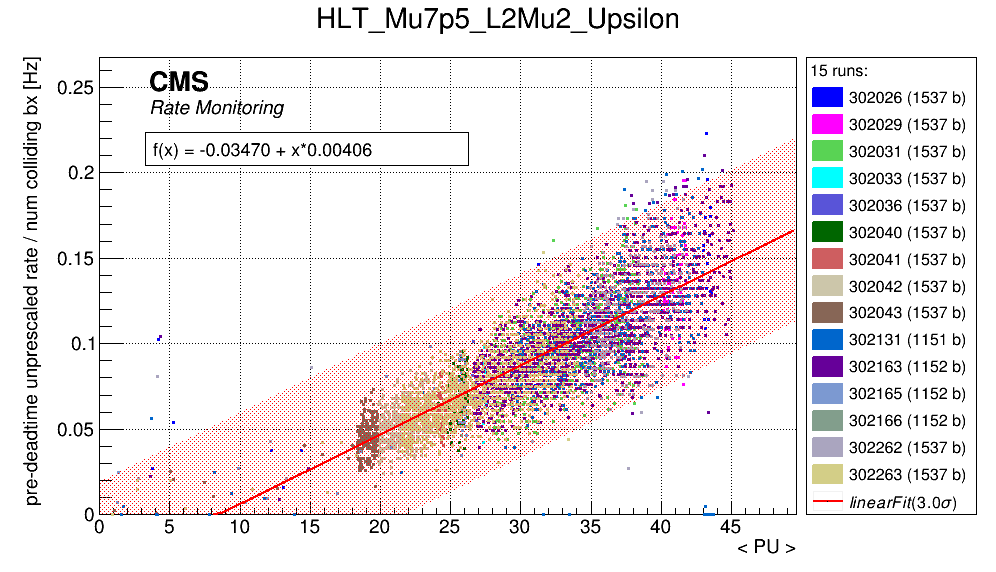 HLT_Mu7p5_L2Mu2_Upsilon
pre-deadtime unprescaled rate / num colliding bx [Hz]
0.25
0.2
0.15
0.1
0.05
0
CMS
Rate Monitoring
f(x) = -0.03470 + x*0.00406
0 5 10 15 20 25 30 35 40 45
< PU >
15 runs:
302026 (1537 b)
302029 (1537 b)
302031 (1537 b)
302033 (1537 b)
302036 (1537 b)
302040 (1537 b)
302041 (1537 b)
302042 (1537 b)
302043 (1537 b)
302131 (1151 b)
302163 (1152 b)
302165 (1152 b)
302166 (1152 b)
302262 (1537 b)
302263 (1537 b)
linearFit(3.0σ)